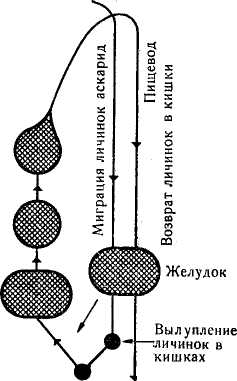 Миграция личинок аскарид
Пищевод
Возврат личинок в кишки
Желудок
Вылупление
личинок в
кишках